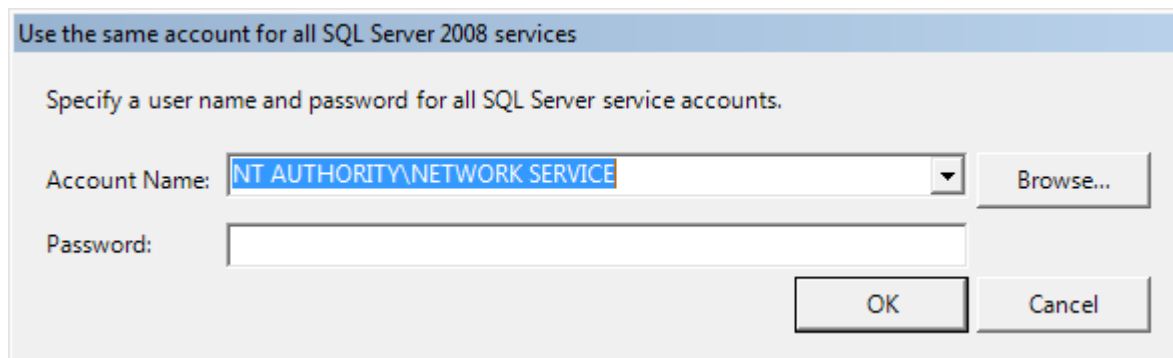 Use the same account for all SQL Server 2008 services
Specify a user name and password for all SQL Server service accounts.
Account Name: NT AUTHORITY\NETWORK SERVICE Browse...
Password:
OK Cancel